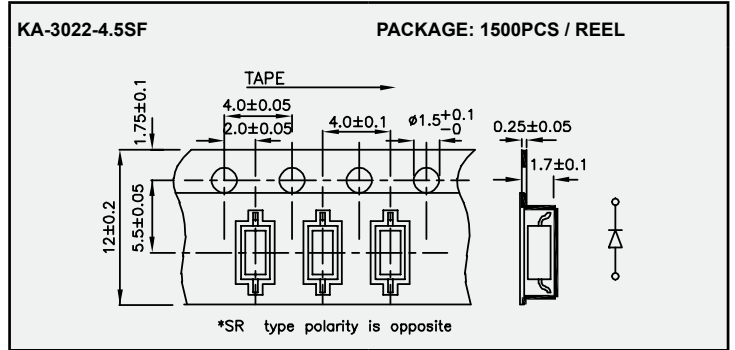 KA-3022-4.5SF PACKAGE: 1500PCS / REEL
TAPE
4.0±0.05
2.0±0.05
4.0±0.1
ø1.5+0.1
-0
0.25±0.05
1.7±0.1
1.75±0.1
12±0.2
5.5±0.05
*SR type polarity is opposite